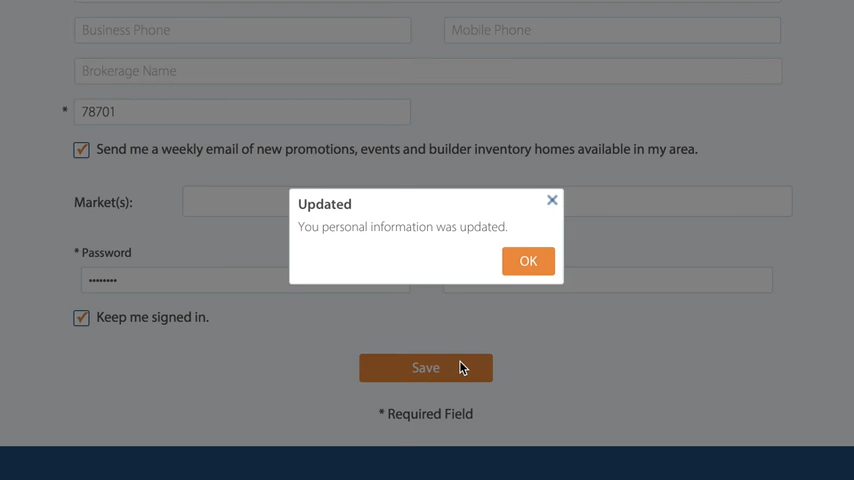 Business Phone
Mobile Phone
Brokerage Name
* 78701
Send me a weekly email of new promotions, events and builder inventory homes available in my area.
Market(s):
Updated
You personal information was updated.
OK
* Password
••••••••
Keep me signed in.
Save
* Required Field